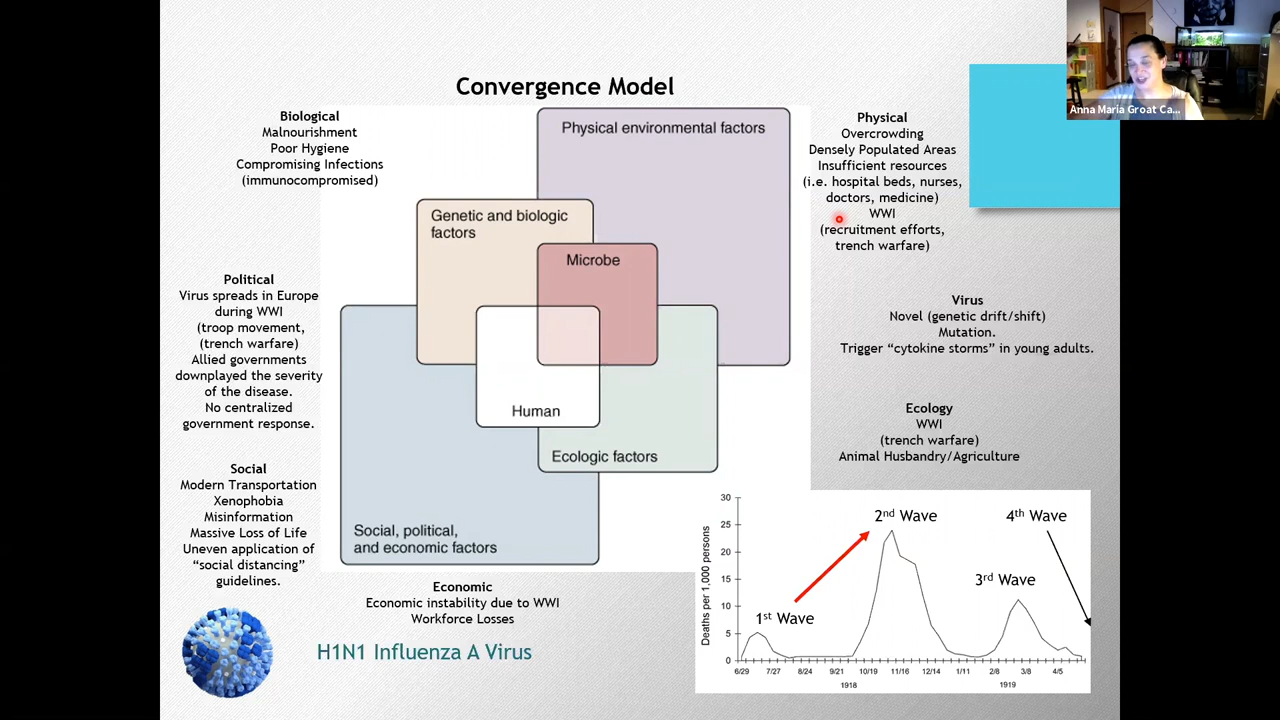 Anna Maria Groat Ca...
Convergence Model
Biological
Malnourishment
Poor Hygiene
Compromising Infections
(immunocompromised)
Political
Virus spreads in Europe
during WWI
(troop movement,
(trench warfare)
Allied governments
downplayed the severity
of the disease.
No centralized
government response.
Social
Modern Transportation
Xenophobia
Misinformation
Massive Loss of Life
Uneven application of
“social distancing”
guidelines.
Physical environmental factors
Genetic and biologic
factors
Microbe
Human
Ecologic factors
Social, political,
and economic factors
Economic
Economic instability due to WWI
Workforce Losses
H1N1 Influenza A Virus
Physical
Overcrowding
Densely Populated Areas
Insufficient resources
(i.e. hospital beds, nurses,
doctors, medicine)
WWI
(recruitment efforts,
trench warfare)
Virus
Novel (genetic drift/shift)
Mutation.
Trigger “cytokine storms” in young adults.
Ecology
WWI
(trench warfare)
Animal Husbandry/Agriculture
Deaths per 1,000 persons
30
25
20
15
10
5
0
1st Wave
2nd Wave
3rd Wave
4th Wave
6/29 7/27 8/24 9/21 10/19 11/16 12/14 1/11 2/8 3/8 4/5
1918 1919